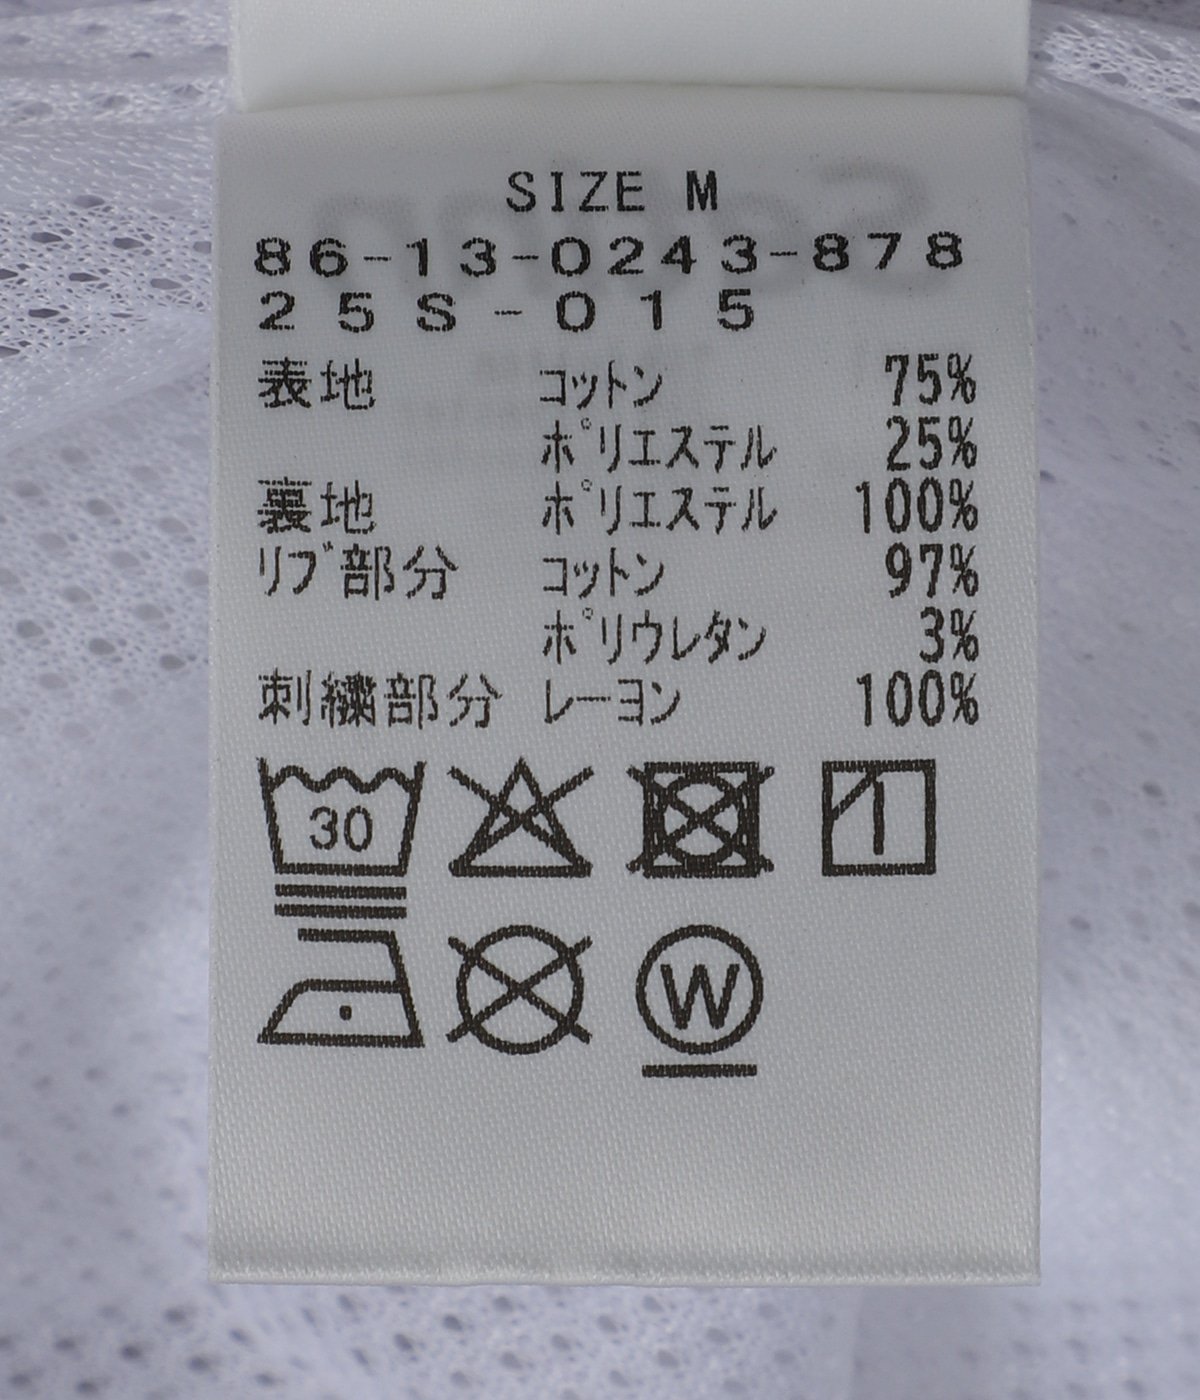 SIZE M
86-13-0243-878
25S-015
表地 コットン 75%
ポリエステル 25%
裏地 ポリエステル 100%
リブ部分 コットン 97%
ポリウレタン 3%
刺繍部分 レーヨン 100%
30
W